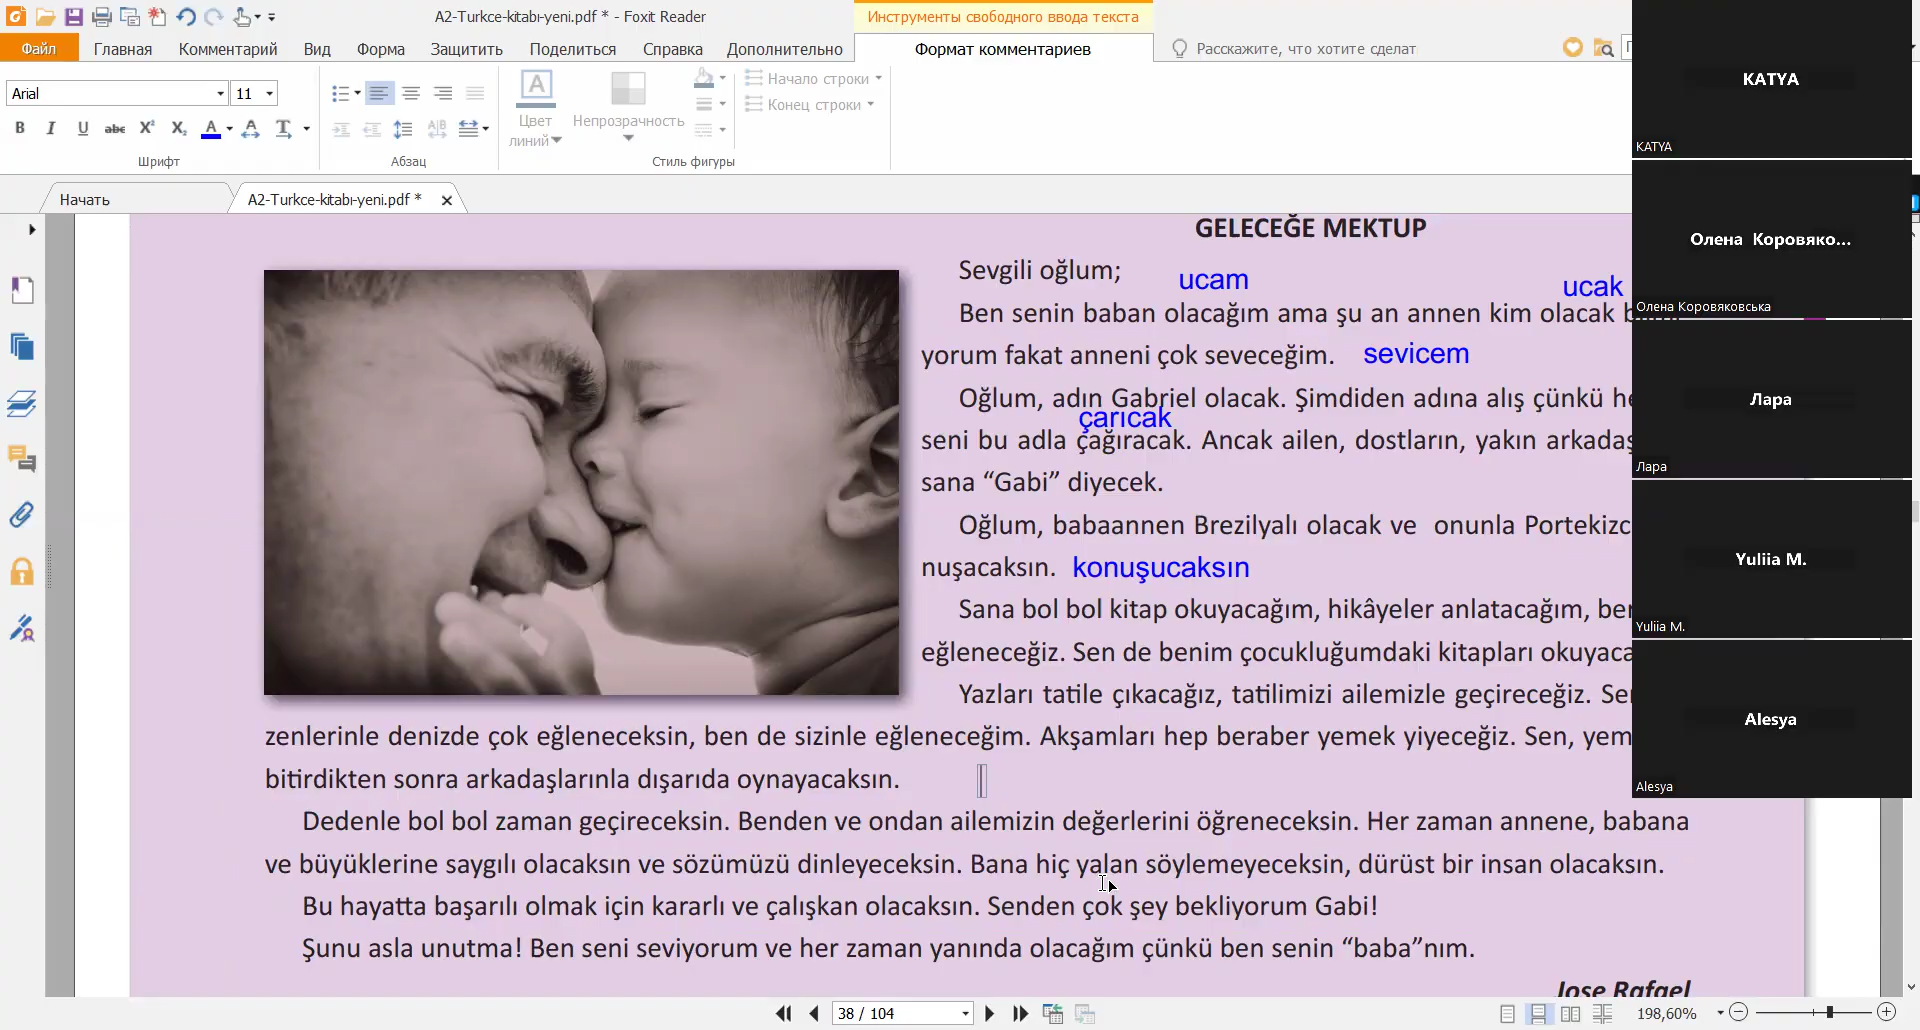 A2-Turkce-kitabı-yeni.pdf * - Foxit Reader
Инструменты свободного ввода текста
Файл Главная Комментарий Вид Форма Защитить Поделиться Справка Дополнительно Формат комментариев Расскажите, что хотите сделат
Arial 11
Цвет линий
Непрозрачность
Начало строки
Конец строки
Шрифт Абзац Стиль фигуры
Начать A2-Turkce-kitabı-yeni.pdf *
GELECEĞE MEKTUP
Sevgili oğlum;
ucam ucak
Ben senin baban olacağım ama şu an annen kim olacak
yorum fakat anneni çok seveceğim. sevicem
Oğlum, adın Gabriel olacak. Şimdiden adına alış çünkü he
çarıcak
seni bu adla çağıracak. Ancak ailen, dostların, yakın arkadaş
sana “Gabi” diyecek.
Oğlum, babaannen Brezilyalı olacak ve onunla Portekizc
nuşacaksın. konuşucaksın
Sana bol bol kitap okuyacağım, hikâyeler anlatacağım, ber
eğleneceğiz. Sen de benim çocukluğumdaki kitapları okuyaca
Yazları tatile çıkacağız, tatilimizi ailemizle geçireceğiz. Ser
zenlerinle denizde çok eğleneceksin, ben de sizinle eğleneceğim. Akşamları hep beraber yemek yiyeceğiz. Sen, yem
bitirdikten sonra arkadaşlarınla dışarıda oynayacaksın.
Dedenle bol bol zaman geçireceksin. Benden ve ondan ailemizin değerlerini öğreneceksin. Her zaman annene, babana
ve büyüklerine saygılı olacaksın ve sözümüzü dinleyeceksin. Bana hiç yalan söylemeyeceksin, dürüst bir insan olacaksın.
Bu hayatta başarılı olmak için kararlı ve çalışkan olacaksın. Senden çok şey bekliyorum Gabi!
Şunu asla unutma! Ben seni seviyorum ve her zaman yanında olacağım çünkü ben senin “baba”nım.
Jose Rafael
KATYA
KATYA
Олена Коровяко...
Олена Коровяковська
Лара
Лара
Yuliia M.
Yuliia M.
Alesya
Alesya
38 / 104
198,60%